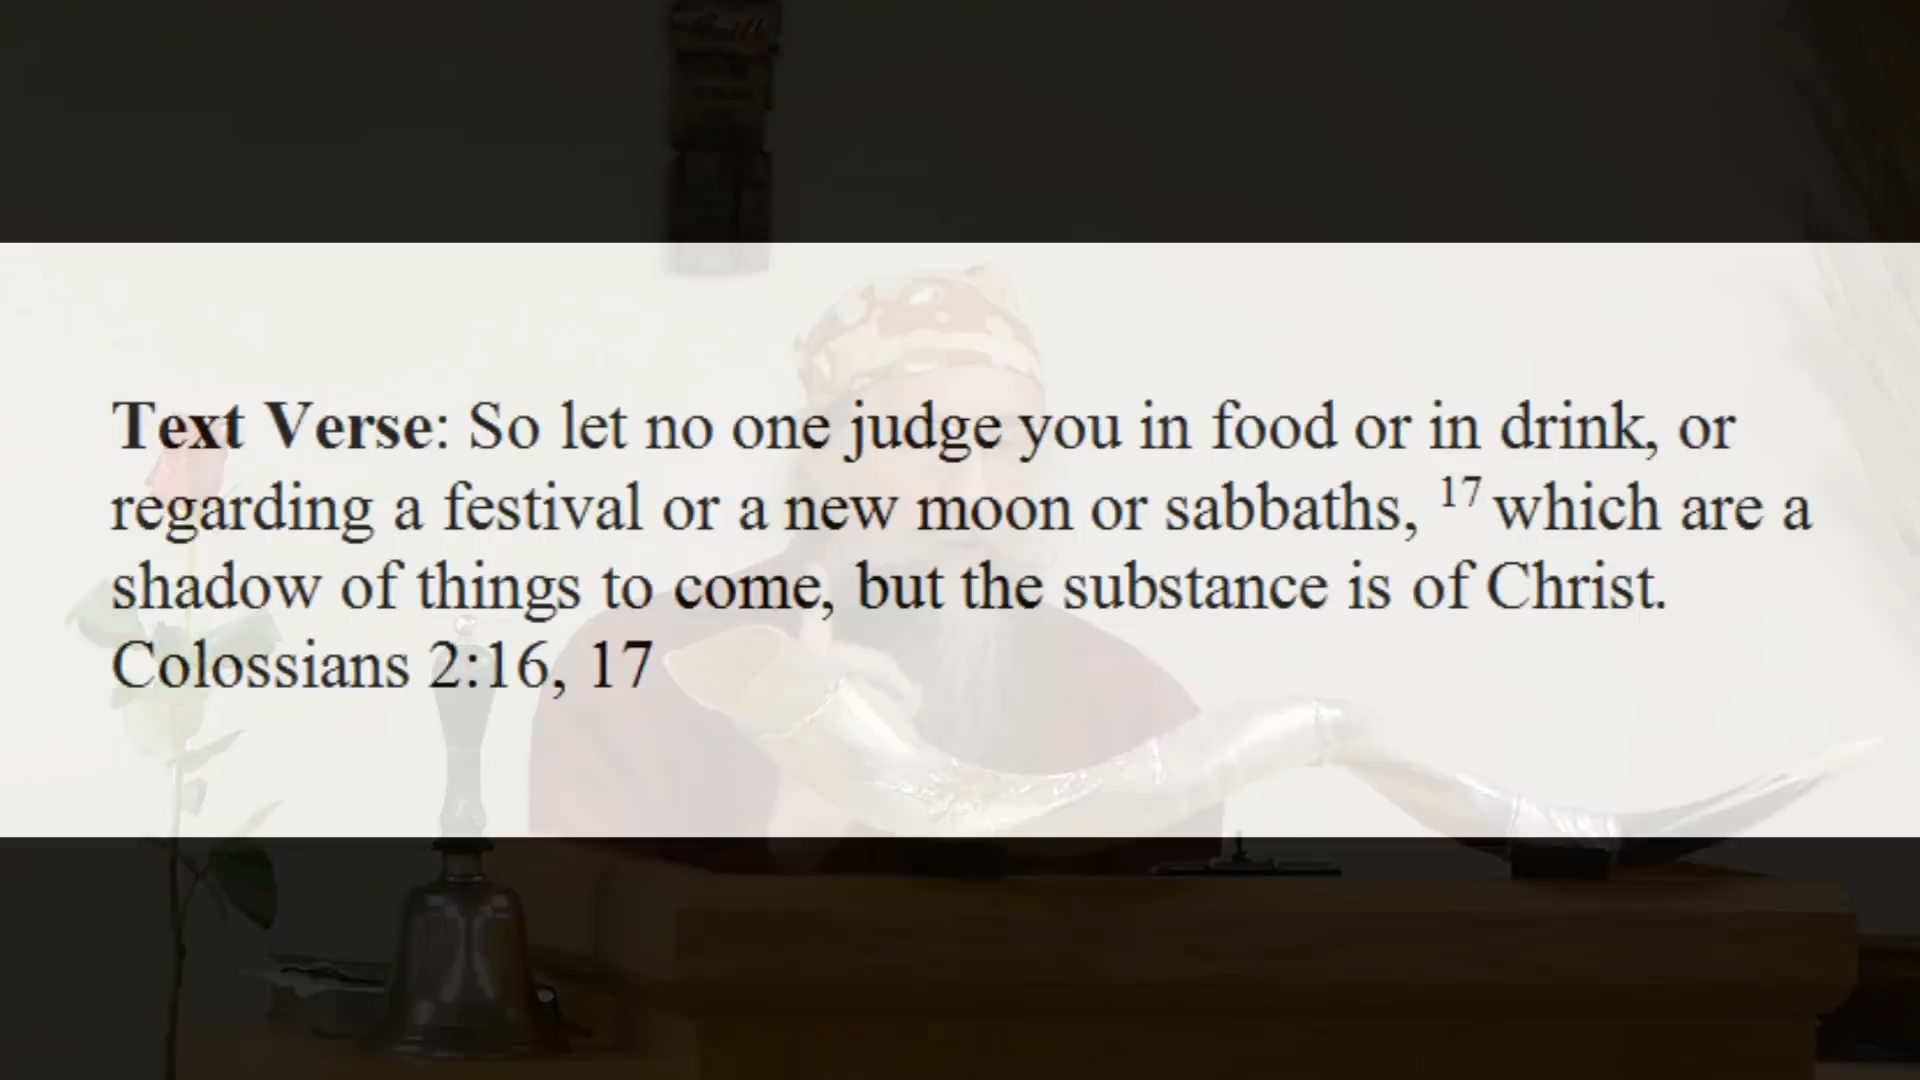 Text Verse: So let no one judge you in food or in drink, or
regarding a festival or a new moon or sabbaths, 17 which are a
shadow of things to come, but the substance is of Christ.
Colossians 2:16, 17